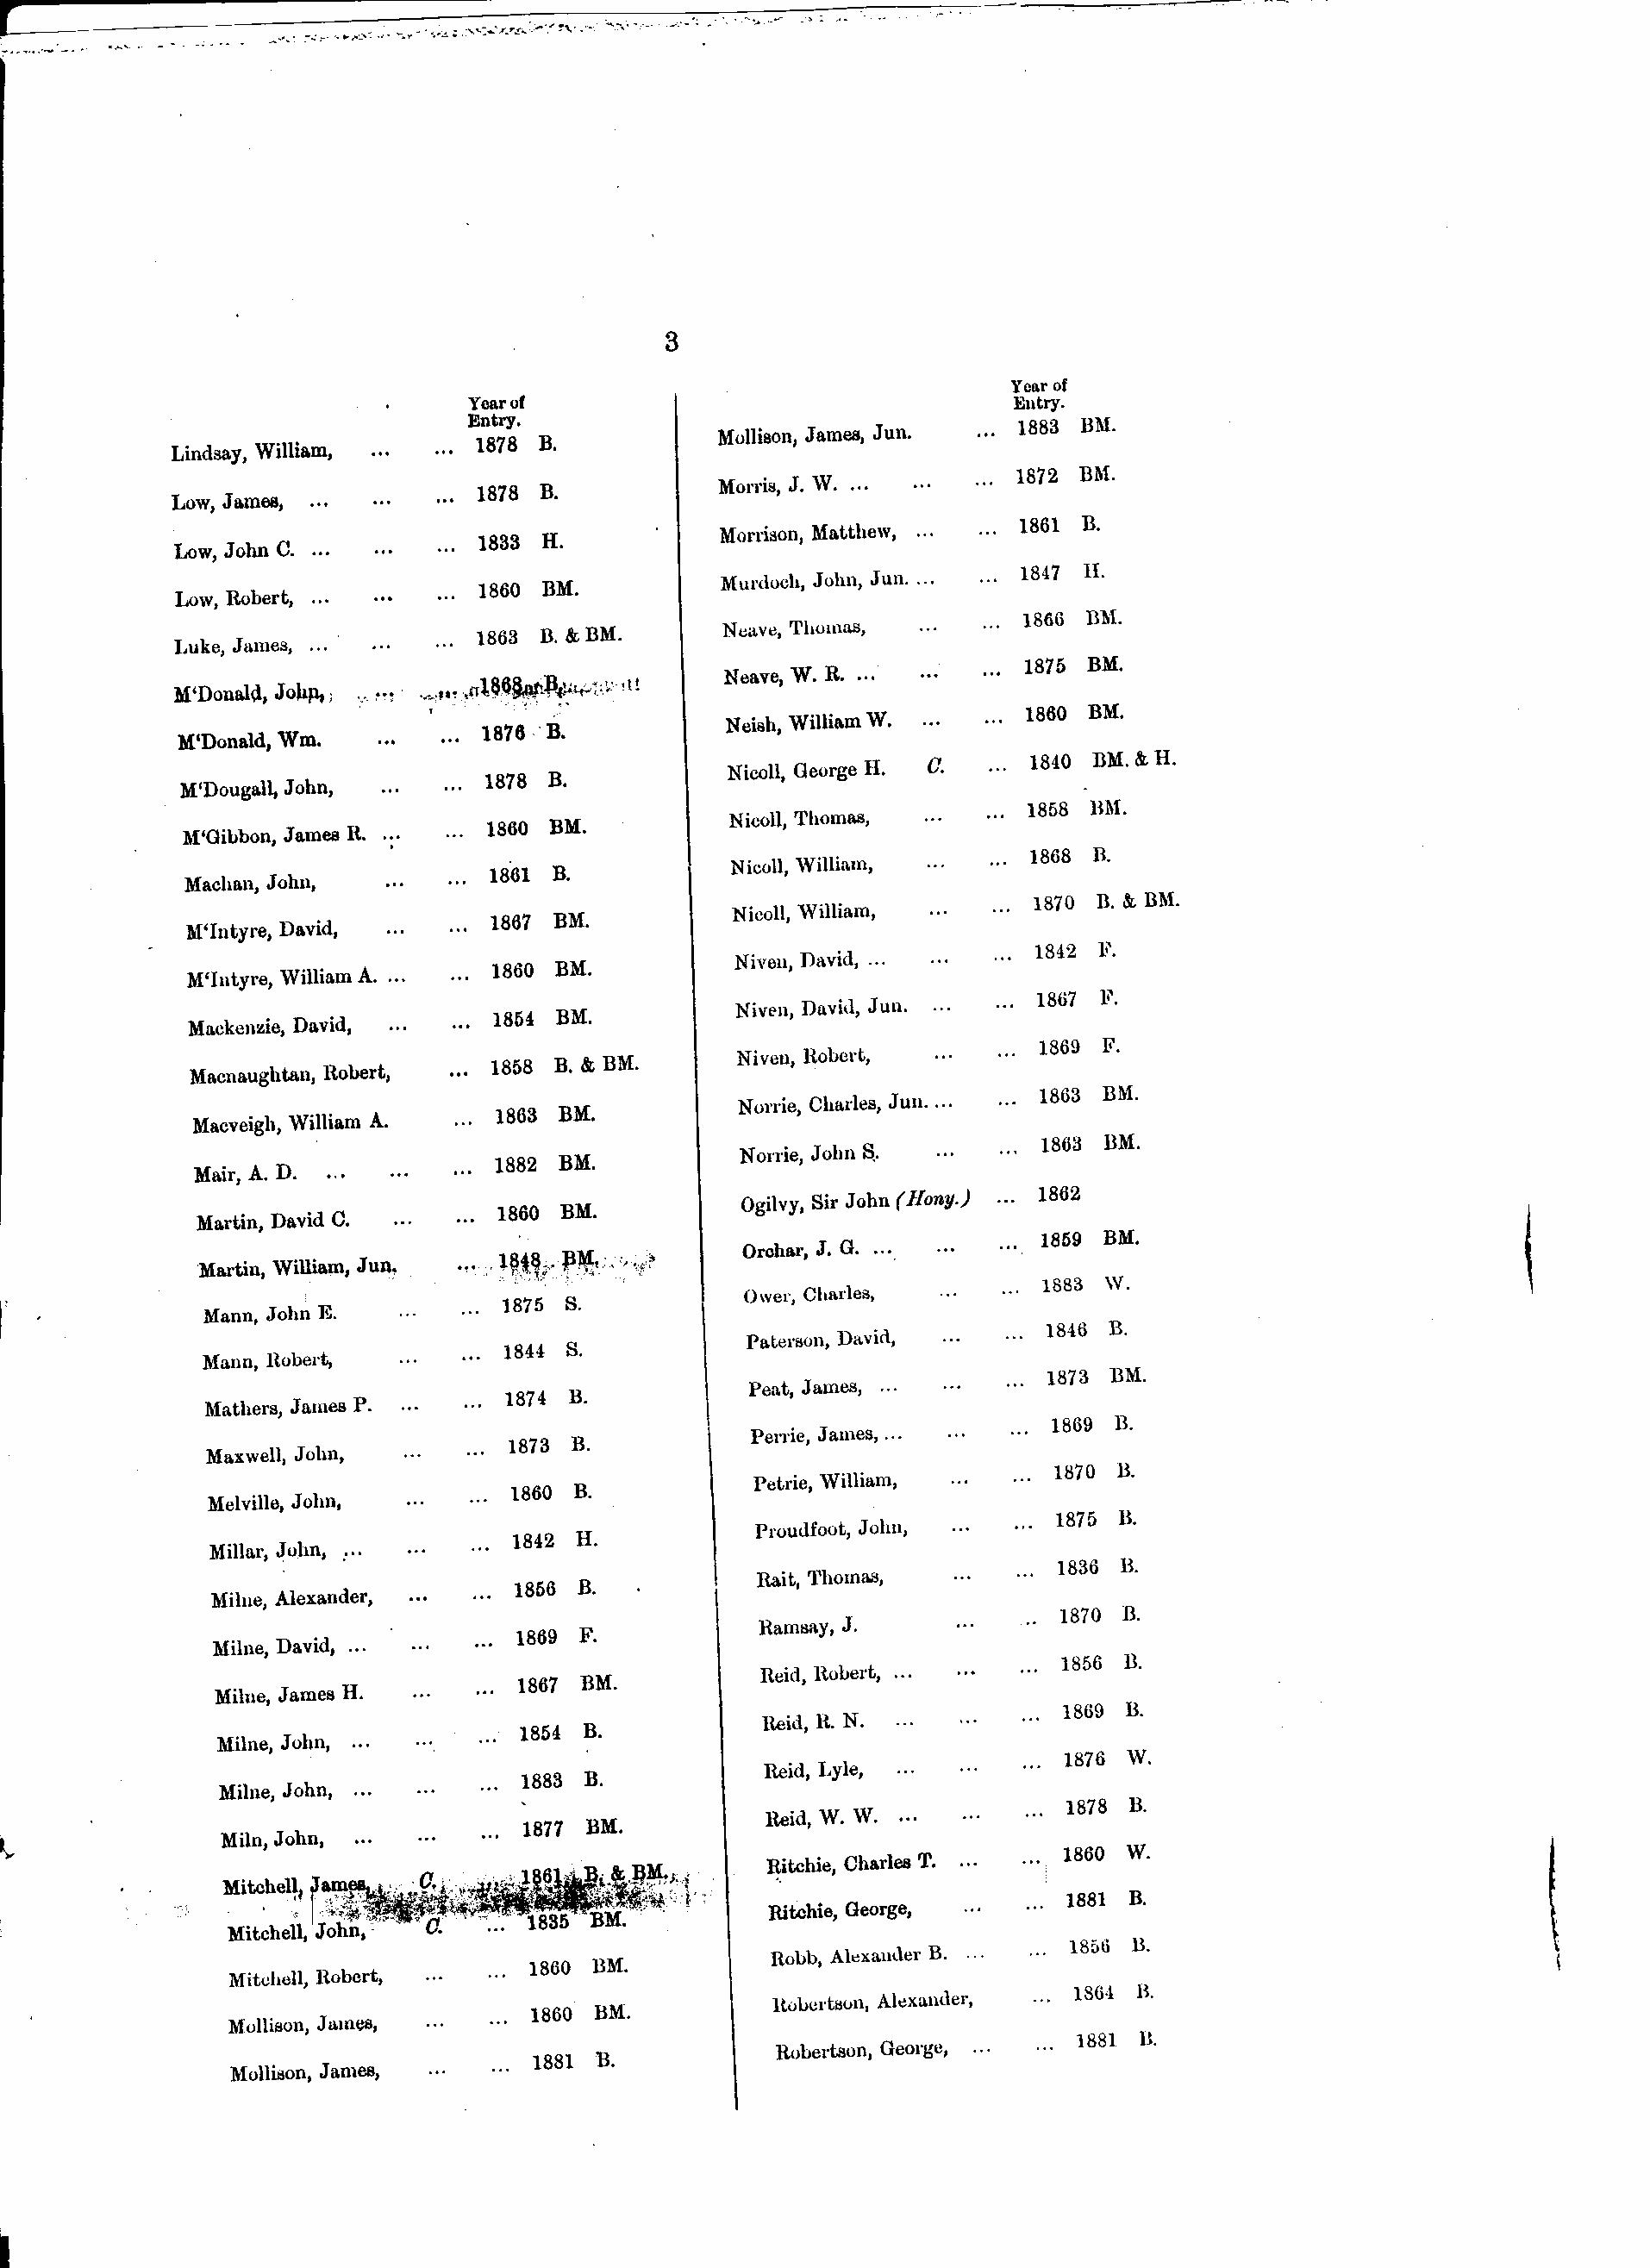 3
Year of
Entry.
Lindsay, William, ... ... 1878 B.
Low, James, ... ... ... 1878 B.
Low, John C. ... ... ... 1833 H.
Low, Robert, ... ... ... 1860 BM.
Luke, James, ... ... ... 1863 B. & BM.
M‘Donald, John, ... ... 1868 B.
M‘Donald, Wm. ... ... 1876 B.
M‘Dougall, John, ... ... 1878 B.
M‘Gibbon, James R. ... ... 1860 BM.
Machan, John, ... ... 1861 B.
M‘Intyre, David, ... ... 1867 BM.
M‘Intyre, William A. ... ... 1860 BM.
Mackenzie, David, ... ... 1854 BM.
Macnaughtan, Robert, ... 1858 B. & BM.
Macveigh, William A. ... 1863 BM.
Mair, A. D. ... ... ... 1882 BM.
Martin, David C. ... ... 1860 BM.
Martin, William, Jun. ... 1848 BM.
Mann, John E. ... ... 1875 S.
Mann, Robert, ... ... 1844 S.
Mathers, James P. ... ... 1874 B.
Maxwell, John, ... ... 1873 B.
Melville, John, ... ... 1860 B.
Millar, John, ... ... ... 1842 H.
Milne, Alexander, ... ... 1856 B.
Milne, David, ... ... ... 1869 F.
Milne, James H. ... ... 1867 BM.
Milne, John, ... ... ... 1854 B.
Milne, John, ... ... ... 1883 B.
Miln, John, ... ... ... 1877 BM.
Mitchell, James, C. ... 1861 B. & BM.
Mitchell, John, C. ... 1835 BM.
Mitchell, Robert, ... ... 1860 BM.
Mollison, James, ... ... 1860 BM.
Mollison, James, ... ... 1881 B.
Year of
Entry.
Mollison, James, Jun. ... 1883 BM.
Morris, J. W. ... ... ... 1872 BM.
Morrison, Matthew, ... ... 1861 B.
Murdoch, John, Jun. ... ... 1847 H.
Neave, Thomas, ... ... 1866 BM.
Neave, W. R. ... ... ... 1875 BM.
Neish, William W. ... ... 1860 BM.
Nicoll, George H. C. ... 1840 BM. & H.
Nicoll, Thomas, ... ... 1858 BM.
Nicoll, William, ... ... 1868 B.
Nicoll, William, ... ... 1870 B. & BM.
Niven, David, ... ... ... 1842 F.
Niven, David, Jun. ... ... 1867 F.
Niven, Robert, ... ... 1869 F.
Norrie, Charles, Jun. ... ... 1863 BM.
Norrie, John S. ... ... 1863 BM.
Ogilvy, Sir John (Hony.) ... 1862
Orchar, J. G. ... ... ... 1859 BM.
Ower, Charles, ... ... 1883 W.
Paterson, David, ... ... 1846 B.
Peat, James, ... ... ... 1873 BM.
Perrie, James, ... ... ... 1869 B.
Petrie, William, ... ... 1870 B.
Proudfoot, John, ... ... 1875 B.
Rait, Thomas, ... ... 1836 B.
Ramsay, J. ... .. 1870 B.
Reid, Robert, ... ... ... 1856 B.
Reid, R. N. ... ... ... 1869 B.
Reid, Lyle, ... ... ... 1876 W.
Reid, W. W. ... ... ... 1878 B.
Ritchie, Charles T. ... ... 1860 W.
Ritchie, George, ... ... 1881 B.
Robb, Alexander B. ... ... 1856 B.
Robertson, Alexander, ... 1864 B.
Robertson, George, ... ... 1881 B.